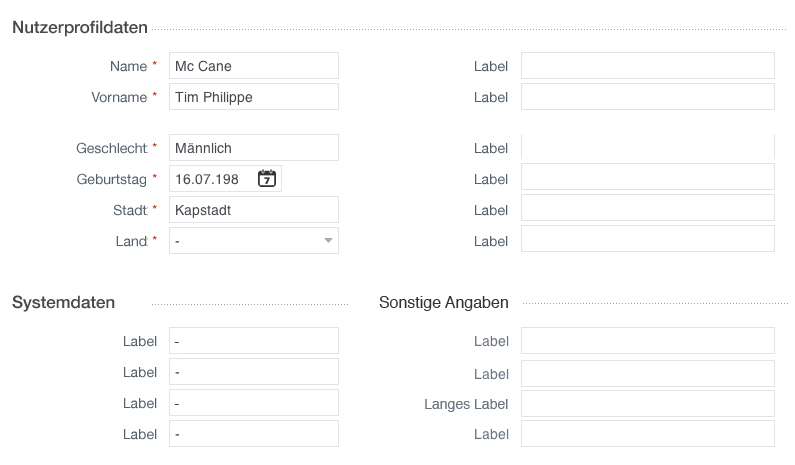 Nutzerprofildaten
Name * Mc Cane Label
Vorname * Tim Philippe Label
Geschlecht * Männlich Label
Geburtstag * 16.07.198 7 Label
Stadt * Kapstadt Label
Land * - Label
Systemdaten Sonstige Angaben
Label - Label
Label - Label
Label - Langes Label
Label - Label